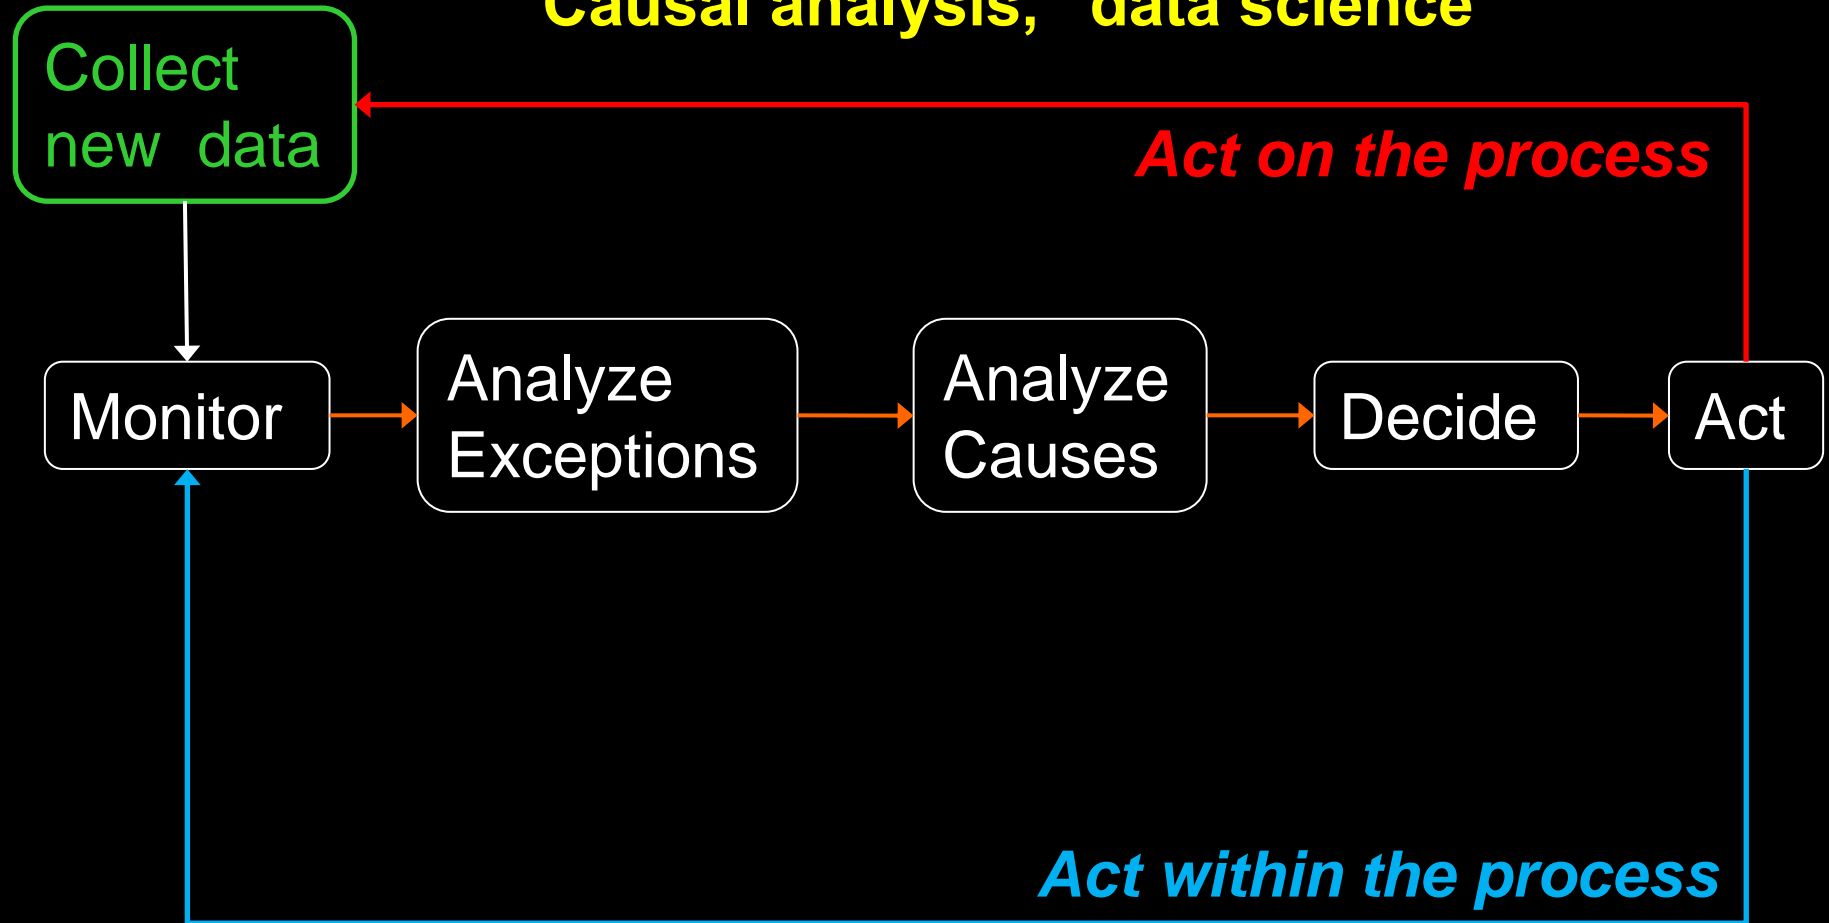 Causal analysis, data science
Collect
new data
Act on the process
Monitor
Analyze
Exceptions
Analyze
Causes
Decide
Act
Act within the process